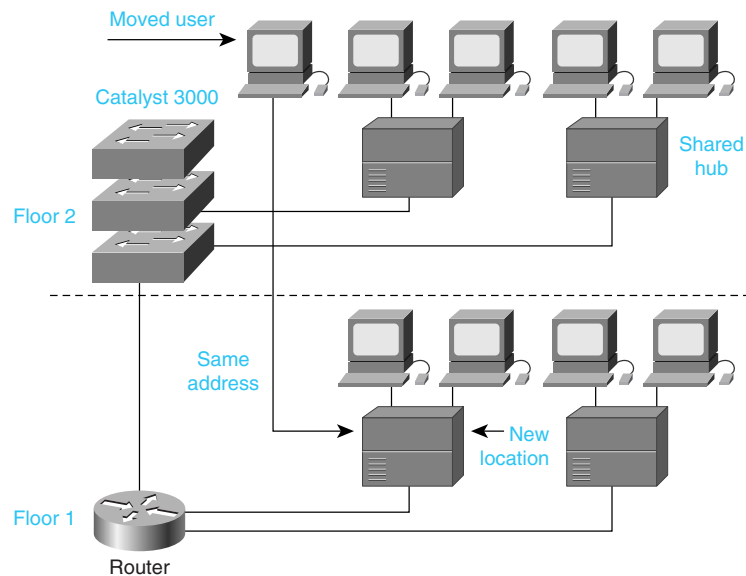 Moved user
Catalyst 3000
Shared
hub
Floor 2
Same
address
New
location
Floor 1
Router